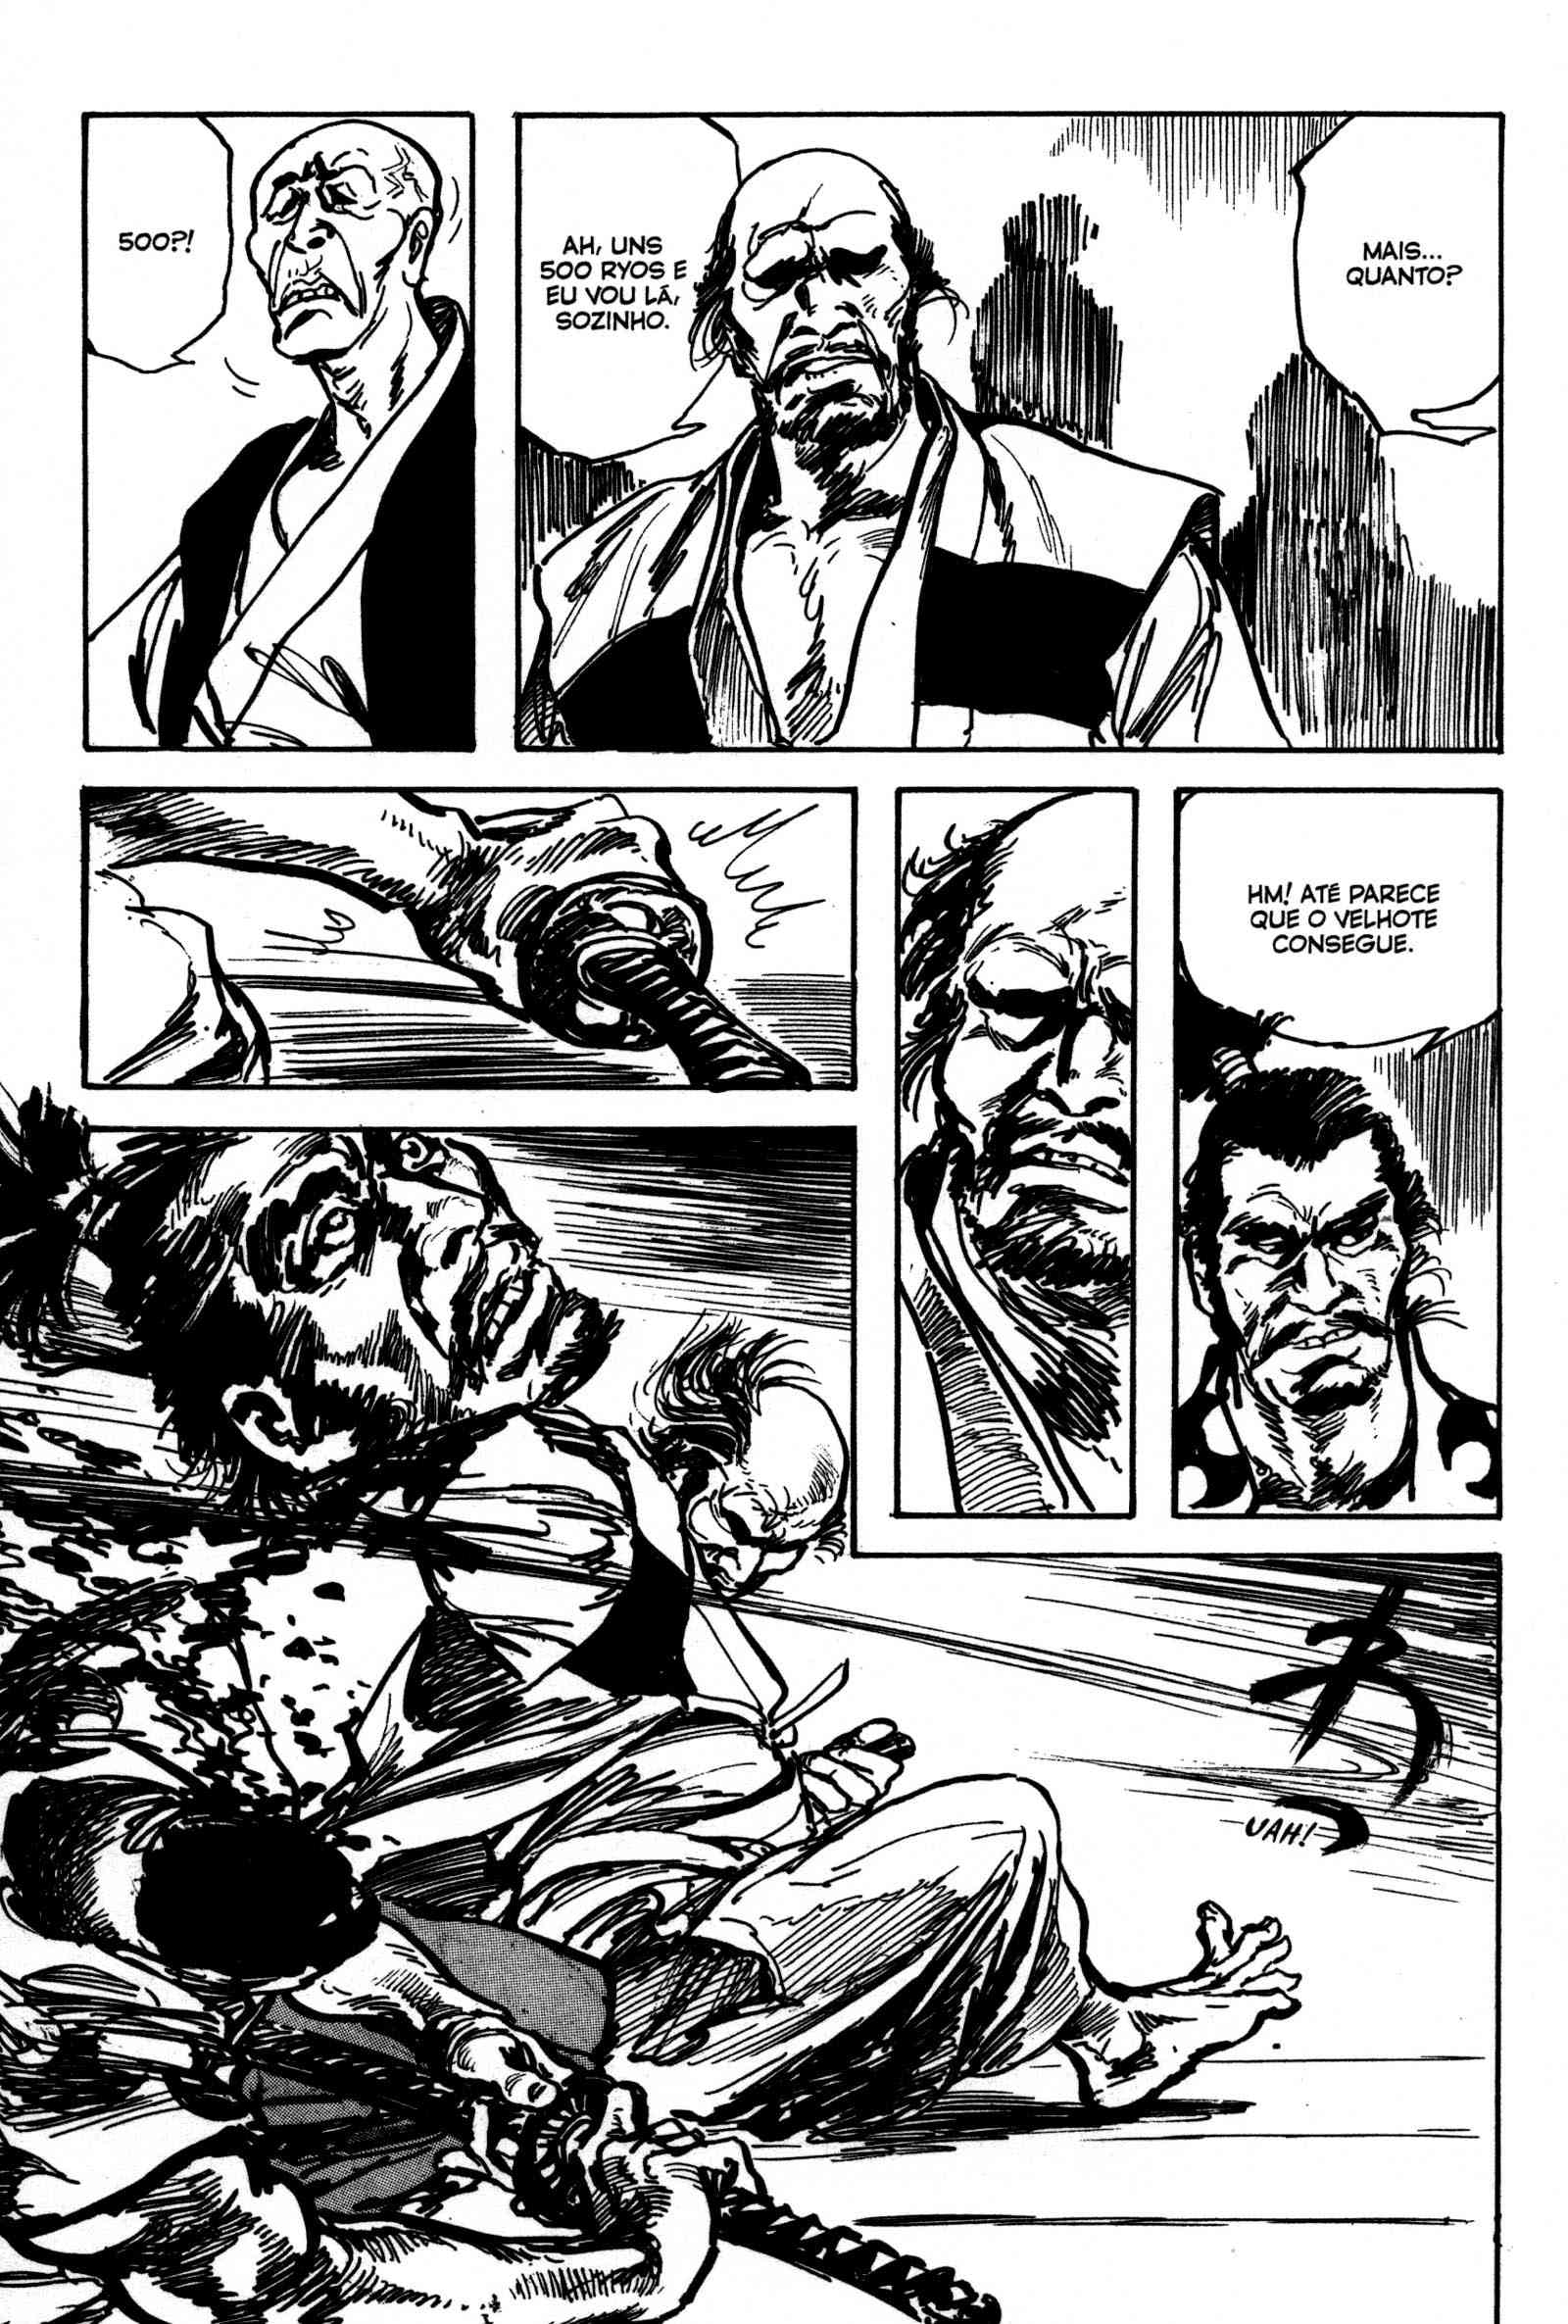 MAIS...
QUANTO?
AH, UNS
500 RYOS E
EU VOU LÁ,
SOZINHO.
500?!
HM! ATÉ PARECE
QUE O VELHOTE
CONSEGUE.
UAH!